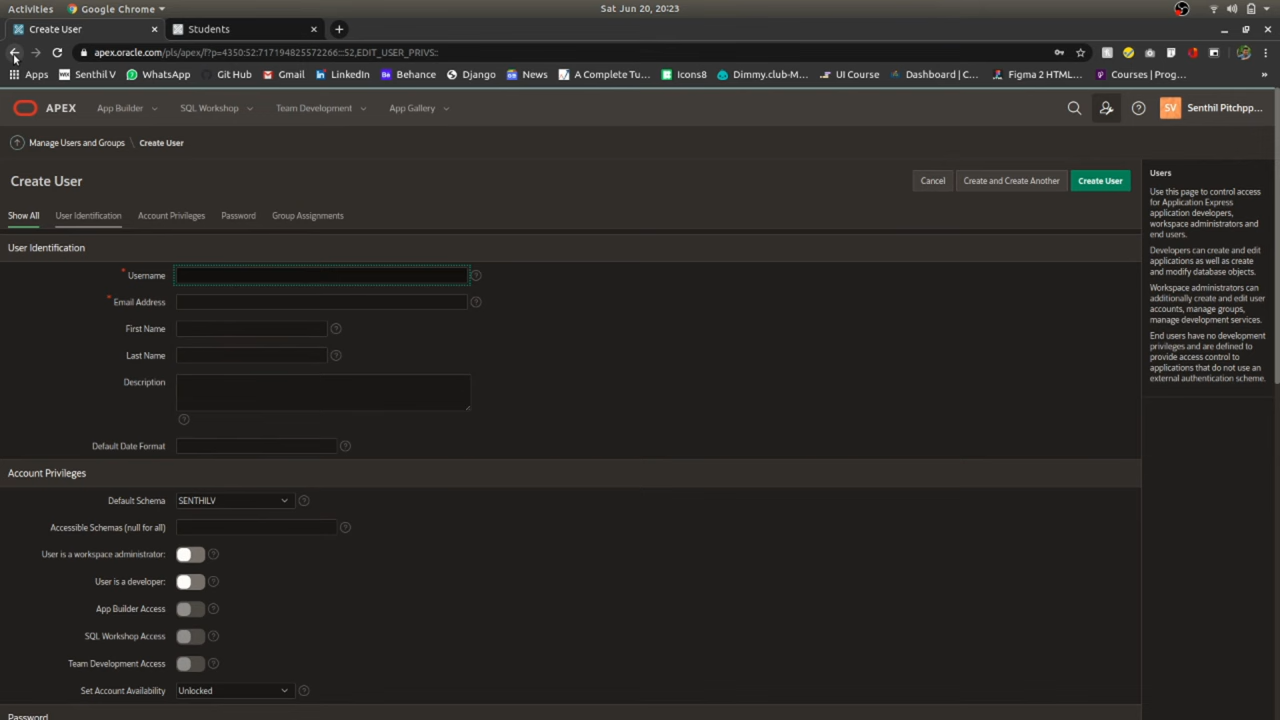 Activities
Google Chrome
Sat Jun 20, 20:23
Create User
Students
apex.oracle.com/pls/apex/f?p=4350:52:717194825572266::52,EDIT_USER_PRIVS::
Apps
Senthil V
WhatsApp
Git Hub
Gmail
LinkedIn
Behance
Django
News
A Complete Tu...
Icons8
Dimmy.club-M...
UI Course
Dashboard | C...
Figma 2 HTML...
Courses | Prog...
»
APEX
App Builder
SQL Workshop
Team Development
App Gallery
SV
Senthil Pitchpp...
Manage Users and Groups \ Create User
Create User
Cancel
Create and Create Another
Create User
Show All
User Identification
Account Privileges
Password
Group Assignments
User Identification
* Username
* Email Address
First Name
Last Name
Description
Default Date Format
Account Privileges
Default Schema
SENTHILV
Accessible Schemas (null for all)
User is a workspace administrator:
User is a developer:
App Builder Access
SQL Workshop Access
Team Development Access
Set Account Availability
Unlocked
Password
Users
Use this page to control access
for Application Express
application developers,
workspace administrators and
end users.
Developers can create and edit
applications as well as create
and modify database objects.
Workspace administrators can
additionally create and edit user
accounts, manage groups,
manage development services.
End users have no development
privileges and are defined to
provide access control to
applications that do not use an
external authentication scheme.